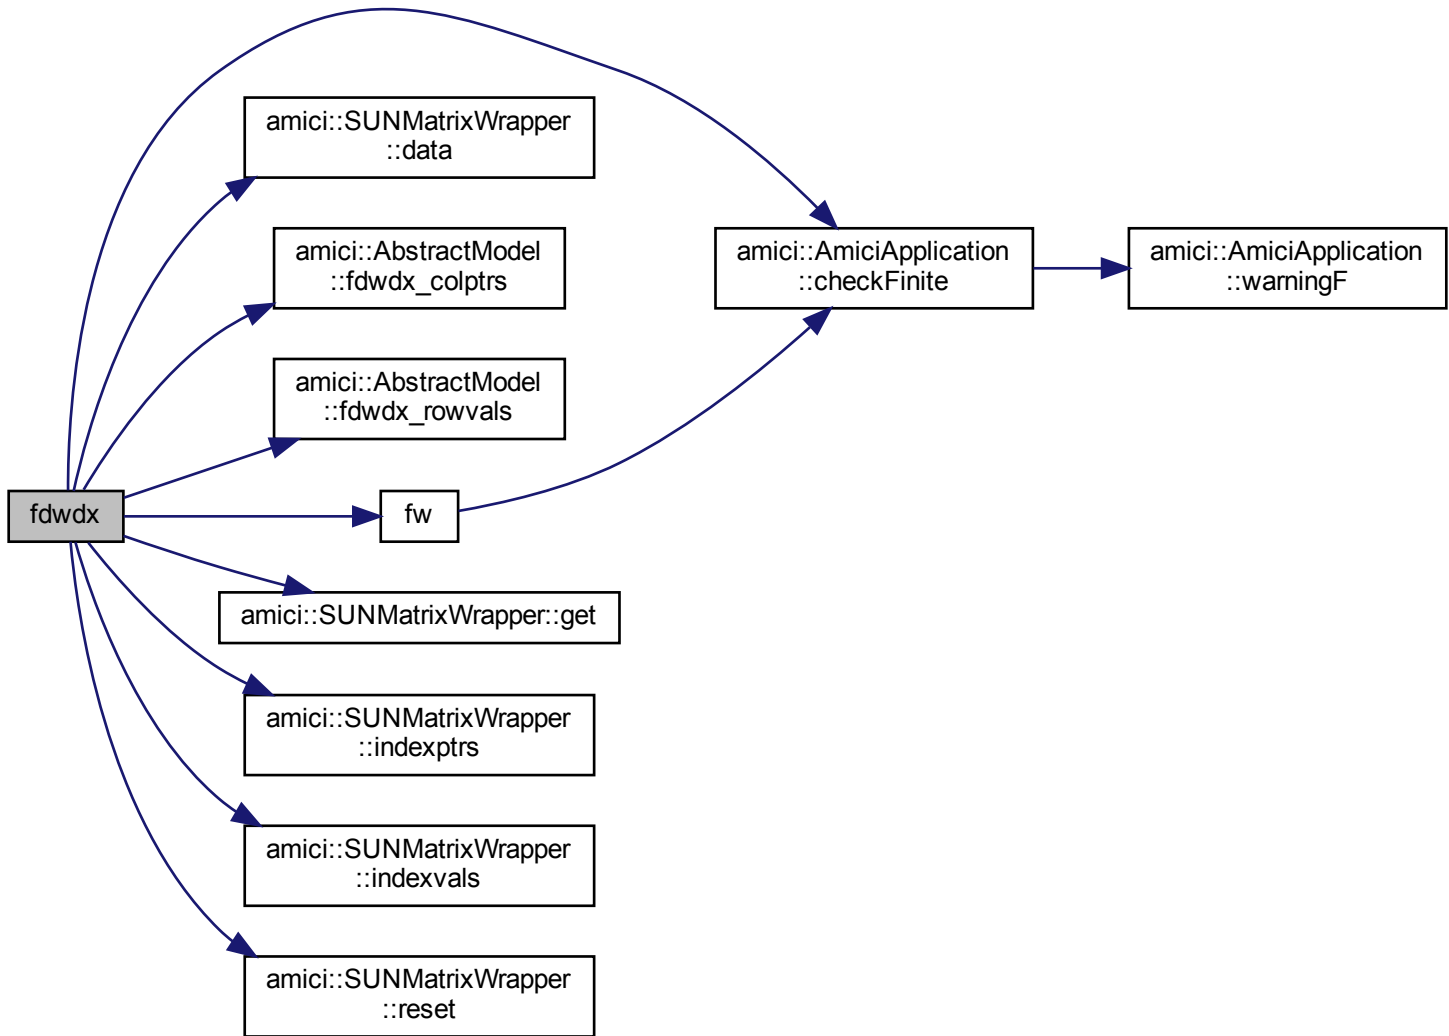 fdwdx
amici::SUNMatrixWrapper
::data
amici::AbstractModel
::fdwdx_colptrs
amici::AbstractModel
::fdwdx_rowvals
fw
amici::SUNMatrixWrapper::get
amici::SUNMatrixWrapper
::indexptrs
amici::SUNMatrixWrapper
::indexvals
amici::SUNMatrixWrapper
::reset
amici::AmiciApplication
::checkFinite
amici::AmiciApplication
::warningF